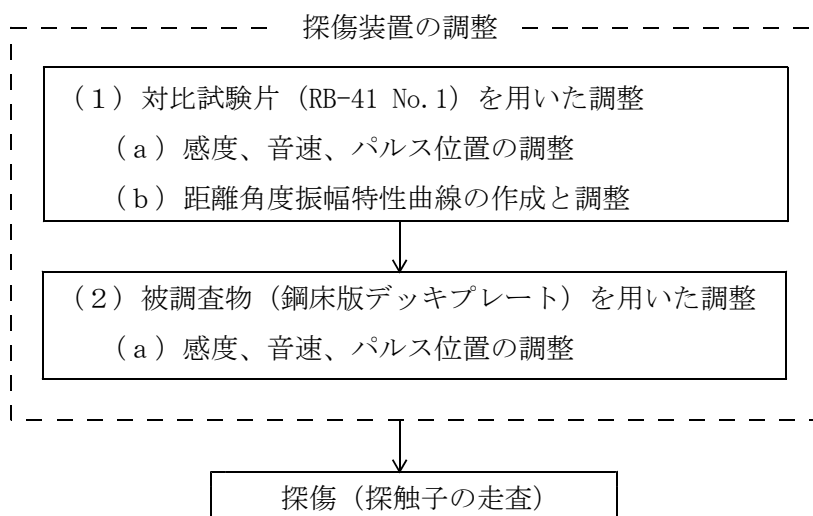 探傷装置の調整
（１）対比試験片（RB-41 No.1）を用いた調整
（a）感度、音速、パルス位置の調整
（b）距離角度振幅特性曲線の作成と調整
（２）被調査物（鋼床版デッキプレート）を用いた調整
（a）感度、音速、パルス位置の調整
探傷（探触子の走査）